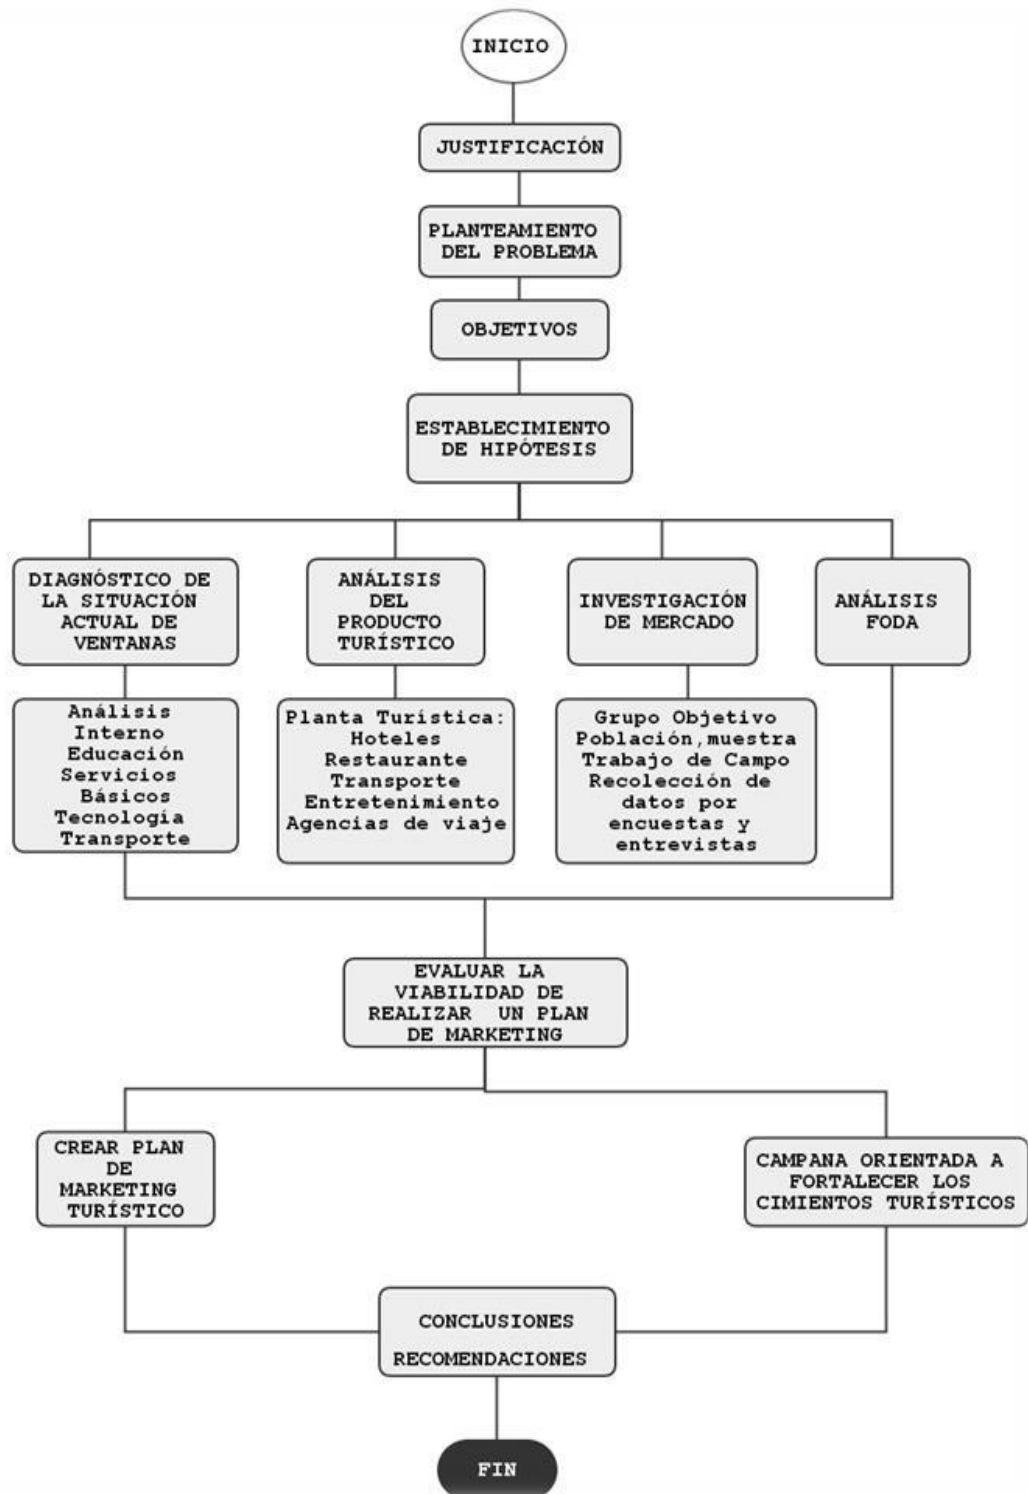 INICIO
JUSTIFICACIÓN
PLANTEAMIENTO
DEL PROBLEMA
OBJETIVOS
ESTABLECIMIENTO
DE HIPÓTESIS
DIAGNÓSTICO DE
LA SITUACIÓN
ACTUAL DE
VENTANAS
ANÁLISIS
DEL
PRODUCTO
TURÍSTICO
INVESTIGACIÓN
DE MERCADO
ANÁLISIS
FODA
Análisis
Interno
Educación
Servicios
Básicos
Tecnología
Transporte
Planta Turística:
Hoteles
Restaurante
Transporte
Entretenimiento
Agencias de viaje
Grupo Objetivo
Población,muestra
Trabajo de Campo
Recolección de
datos por
encuestas y
entrevistas
EVALUAR LA
VIABILIDAD DE
REALIZAR UN PLAN
DE MARKETING
CREAR PLAN
DE
MARKETING
TURÍSTICO
CAMPANA ORIENTADA A
FORTALECER LOS
CIMIENTOS TURÍSTICOS
CONCLUSIONES
RECOMENDACIONES
FIN